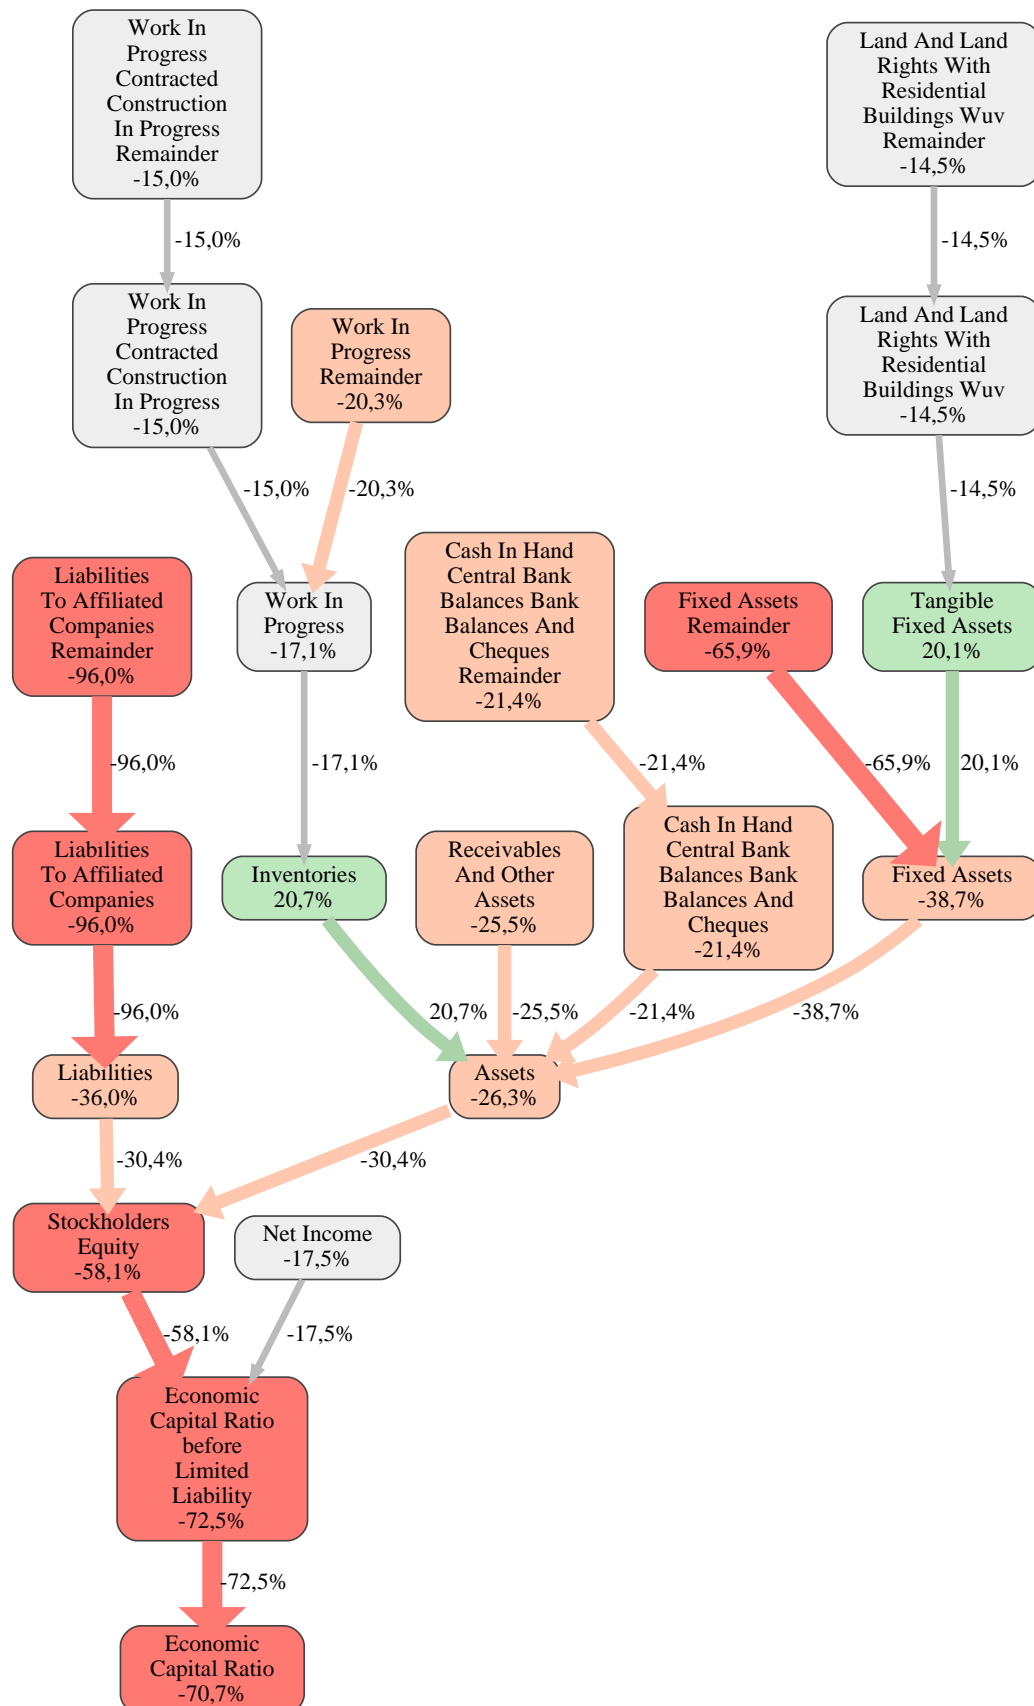 Work In
Progress
Contracted
Construction
In Progress
Remainder
-15,0%
Land And Land
Rights With
Residential
Buildings Wuv
Remainder
-14,5%
-15,0%
-14,5%
Work In
Progress
Contracted
Construction
In Progress
-15,0%
Work In
Progress
Remainder
-20,3%
Land And Land
Rights With
Residential
Buildings Wuv
-14,5%
-15,0%
-20,3%
-14,5%
Liabilities
To Affiliated
Companies
Remainder
-96,0%
Work In
Progress
-17,1%
Cash In Hand
Central Bank
Balances Bank
Balances And
Cheques
Remainder
-21,4%
Fixed Assets
Remainder
-65,9%
Tangible
Fixed Assets
20,1%
-96,0%
-17,1%
-21,4%
-65,9%
20,1%
Liabilities
To Affiliated
Companies
-96,0%
Inventories
20,7%
Receivables
And Other
Assets
-25,5%
Cash In Hand
Central Bank
Balances Bank
Balances And
Cheques
-21,4%
Fixed Assets
-38,7%
-96,0%
20,7%
-25,5%
-21,4%
-38,7%
Liabilities
-36,0%
Assets
-26,3%
-30,4%
-30,4%
Stockholders
Equity
-58,1%
Net Income
-17,5%
-58,1%
-17,5%
Economic
Capital Ratio
before
Limited
Liability
-72,5%
-72,5%
Economic
Capital Ratio
-70,7%